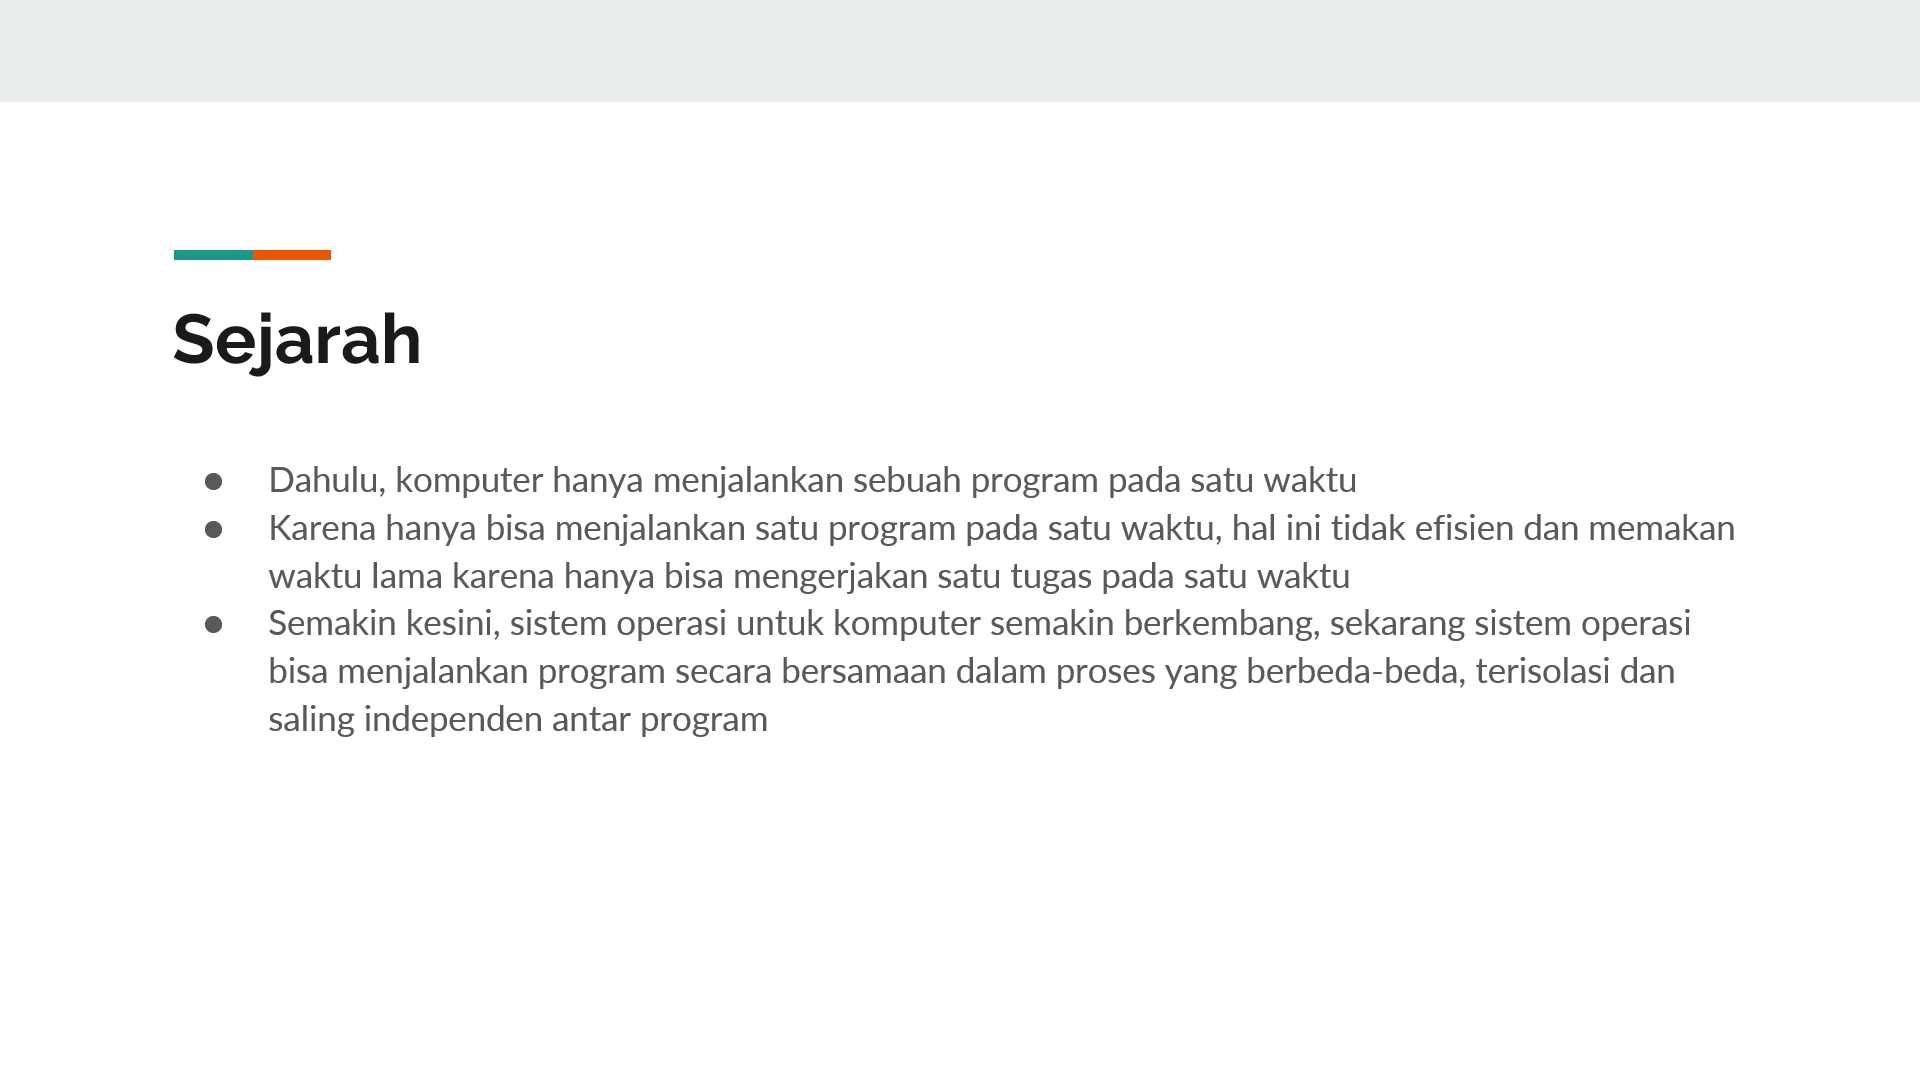 Sejarah
● Dahulu, komputer hanya menjalankan sebuah program pada satu waktu
● Karena hanya bisa menjalankan satu program pada satu waktu, hal ini tidak efisien dan memakan
waktu lama karena hanya bisa mengerjakan satu tugas pada satu waktu
● Semakin kesini, sistem operasi untuk komputer semakin berkembang, sekarang sistem operasi
bisa menjalankan program secara bersamaan dalam proses yang berbeda-beda, terisolasi dan
saling independen antar program